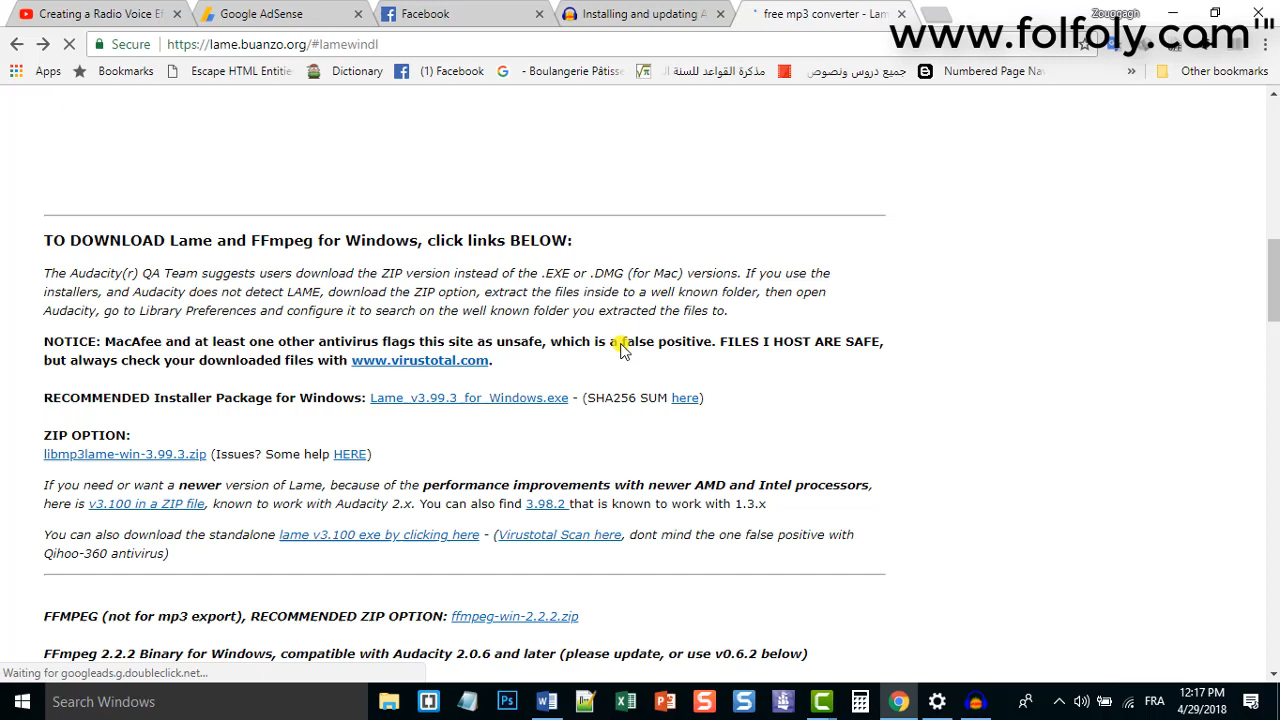 Creating a Radio Voice Ef
Google AdSense
Facebook
Installing and updating A
free mp3 converter - Lam
Zouggagh
www.folfoly.com'"
Secure
https://lame.buanzo.org/#lamewindl
Apps
Bookmarks
Escape HTML Entitie
Dictionary
(1) Facebook
- Boulangerie Pâtiss
مذكرة القواعد للسنة ال
جميع دروس ونصوص
Numbered Page Nav
»
Other bookmarks
TO DOWNLOAD Lame and FFmpeg for Windows, click links BELOW:
The Audacity(r) QA Team suggests users download the ZIP version instead of the .EXE or .DMG (for Mac) versions. If you use the
installers, and Audacity does not detect LAME, download the ZIP option, extract the files inside to a well known folder, then open
Audacity, go to Library Preferences and configure it to search on the well known folder you extracted the files to.
NOTICE: MacAfee and at least one other antivirus flags this site as unsafe, which is a false positive. FILES I HOST ARE SAFE,
but always check your downloaded files with www.virustotal.com.
RECOMMENDED Installer Package for Windows: Lame_v3.99.3_for_Windows.exe - (SHA256 SUM here)
ZIP OPTION:
libmp3lame-win-3.99.3.zip (Issues? Some help HERE)
If you need or want a newer version of Lame, because of the performance improvements with newer AMD and Intel processors,
here is v3.100 in a ZIP file, known to work with Audacity 2.x. You can also find 3.98.2 that is known to work with 1.3.x
You can also download the standalone lame v3.100 exe by clicking here - (Virustotal Scan here, dont mind the one false positive with
Qihoo-360 antivirus)
FFMPEG (not for mp3 export), RECOMMENDED ZIP OPTION: ffmpeg-win-2.2.2.zip
FFmpeg 2.2.2 Binary for Windows, compatible with Audacity 2.0.6 and later (please update, or use v0.6.2 below)
Waiting for googleads.g.doubleclick.net...
Search Windows
FRA
12:17 PM
4/29/2018